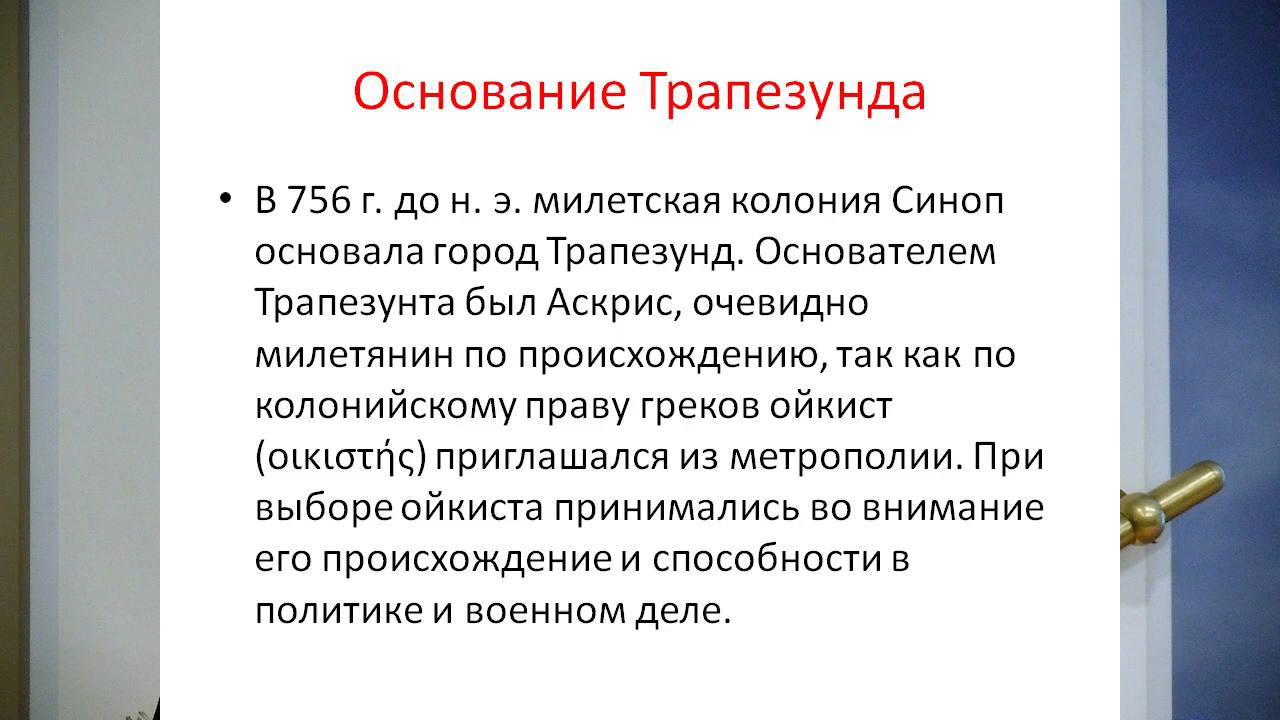 Основание Трапезунда
• В 756 г. до н. э. милетская колония Синоп
основала город Трапезунд. Основателем
Трапезунта был Аскрис, очевидно
милетянин по происхождению, так как по
колонийскому праву греков ойкист
(οικιστής) приглашался из метрополии. При
выборе ойкиста принимались во внимание
его происхождение и способности в
политике и военном деле.